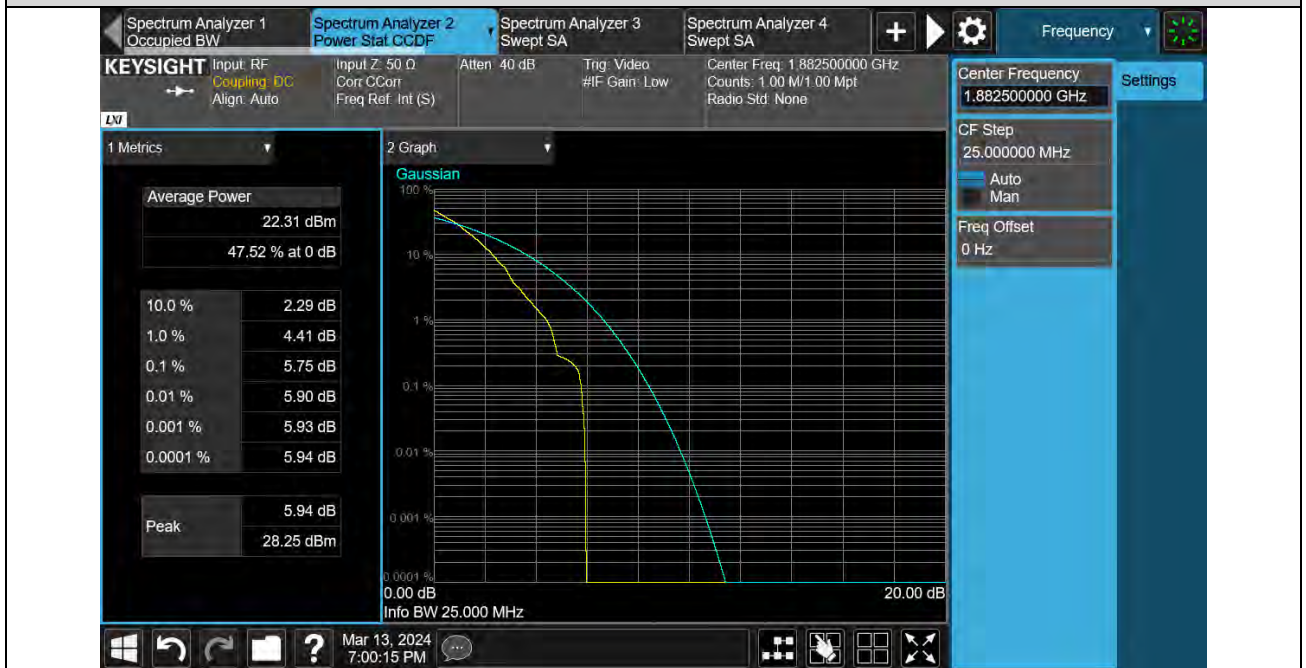 Spectrum Analyzer 1
Occupied BW
Spectrum Analyzer 2
Power Stat CCDF
Spectrum Analyzer 3
Swept SA
Spectrum Analyzer 4
Swept SA
+
Frequency
KEYSIGHT
LXI
Input: RF
Coupling: DC
Align: Auto
Input Z: 50 Ω
Corr CCorr
Freq Ref: Int (S)
Atten: 40 dB
Trig: Video
#IF Gain: Low
Center Freq: 1.882500000 GHz
Counts: 1.00 M/1.00 Mpt
Radio Std: None
Center Frequency
1.882500000 GHz
Settings
CF Step
25.000000 MHz
Auto
Man
Freq Offset
0 Hz
1 Metrics
Average Power
22.31 dBm
47.52 % at 0 dB
10.0 % 2.29 dB
1.0 % 4.41 dB
0.1 % 5.75 dB
0.01 % 5.90 dB
0.001 % 5.93 dB
0.0001 % 5.94 dB
Peak
5.94 dB
28.25 dBm
2 Graph
Gaussian
100 %
10 %
1 %
0.1 %
0.01 %
0.001 %
0.0001 %
0.00 dB 20.00 dB
Info BW 25.000 MHz
?
Mar 13, 2024
7:00:15 PM